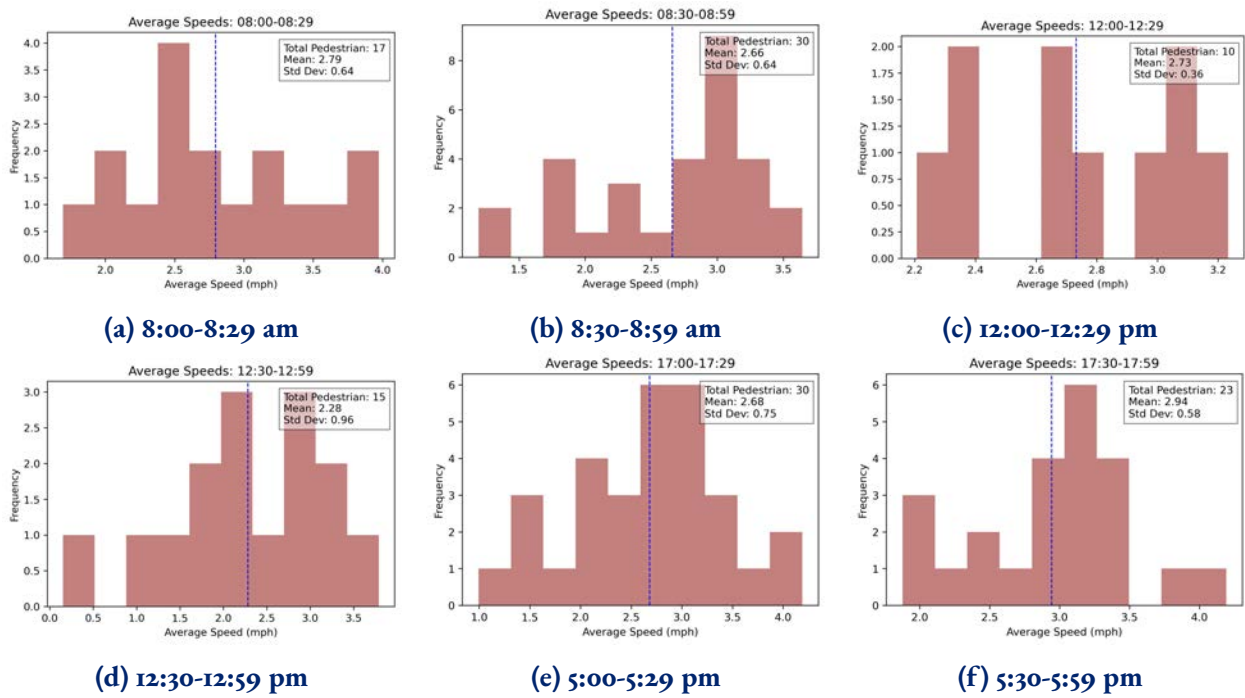 Average Speeds: 08:00-08:29
Total Pedestrian: 17
Mean: 2.79
Std Dev: 0.64
Frequency
4.0
3.5
3.0
2.5
2.0
1.5
1.0
0.5
0.0
2.0 2.5 3.0 3.5 4.0
Average Speed (mph)
(a) 8:00-8:29 am
Average Speeds: 08:30-08:59
Total Pedestrian: 30
Mean: 2.66
Std Dev: 0.64
Frequency
8
6
4
2
0
1.5 2.0 2.5 3.0 3.5
Average Speed (mph)
(b) 8:30-8:59 am
Average Speeds: 12:00-12:29
Total Pedestrian: 10
Mean: 2.73
Std Dev: 0.36
Frequency
2.00
1.75
1.50
1.25
1.00
0.75
0.50
0.25
0.00
2.2 2.4 2.6 2.8 3.0 3.2
Average Speed (mph)
(c) 12:00-12:29 pm
Average Speeds: 12:30-12:59
Total Pedestrian: 15
Mean: 2.28
Std Dev: 0.96
Frequency
3.0
2.5
2.0
1.5
1.0
0.5
0.0
0.0 0.5 1.0 1.5 2.0 2.5 3.0 3.5
Average Speed (mph)
(d) 12:30-12:59 pm
Average Speeds: 17:00-17:29
Total Pedestrian: 30
Mean: 2.68
Std Dev: 0.75
Frequency
6
5
4
3
2
1
0
1.0 1.5 2.0 2.5 3.0 3.5 4.0
Average Speed (mph)
(e) 5:00-5:29 pm
Average Speeds: 17:30-17:59
Total Pedestrian: 23
Mean: 2.94
Std Dev: 0.58
Frequency
6
5
4
3
2
1
0
2.0 2.5 3.0 3.5 4.0
Average Speed (mph)
(f) 5:30-5:59 pm